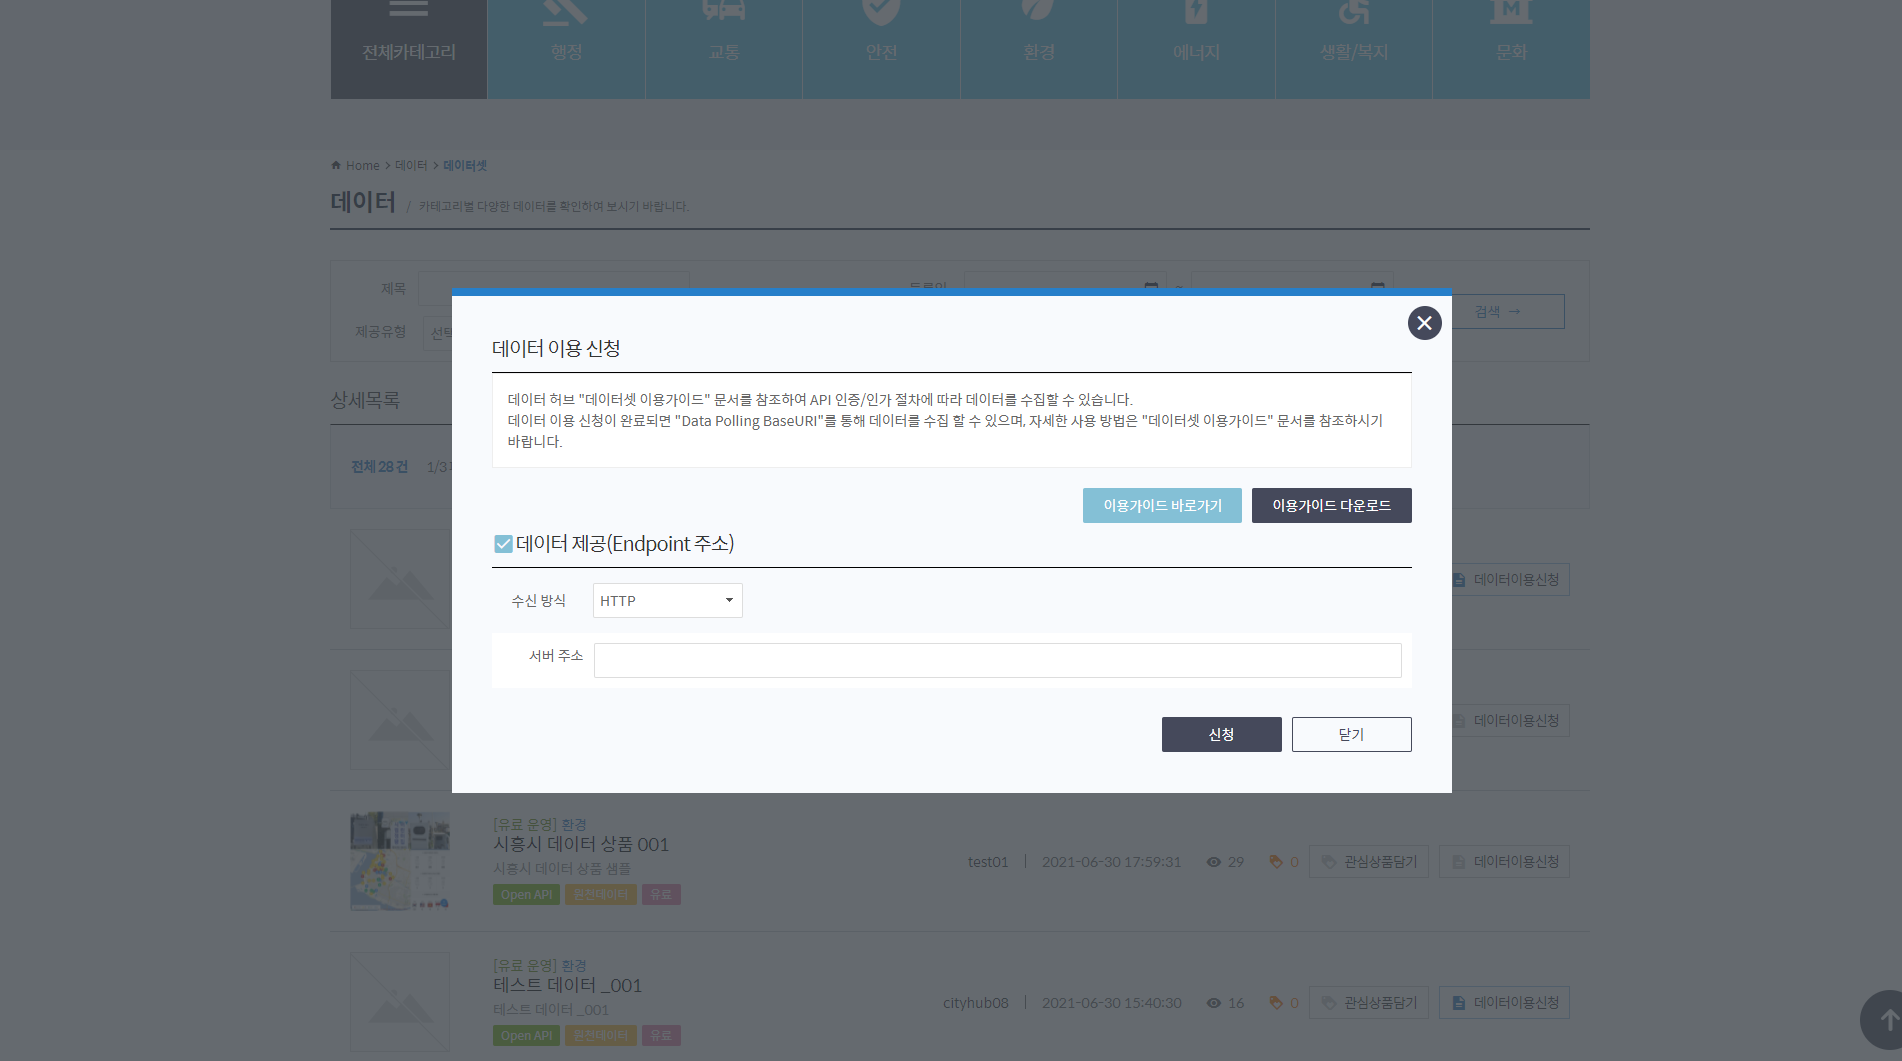 전체카테고리
행정
교통
안전
환경
에너지
생활/복지
문화
Home > 데이터 > 데이터셋
데이터 / 카테고리별 다양한 데이터를 확인하여 보시기 바랍니다.
제목
등록일
~
제공유형
선택
검색 →
상세목록
전체 28 건 1/3
데이터 이용 신청
데이터 허브 "데이터셋 이용가이드" 문서를 참조하여 API 인증/인가 절차에 따라 데이터를 수집할 수 있습니다.
데이터 이용 신청이 완료되면 "Data Polling BaseURI"를 통해 데이터를 수집 할 수 있으며, 자세한 사용 방법은 "데이터셋 이용가이드" 문서를 참조하시기
바랍니다.
이용가이드 바로가기
이용가이드 다운로드
데이터 제공(Endpoint 주소)
수신 방식
HTTP
서버 주소
신청
닫기
데이터이용신청
데이터이용신청
[유료 운영] 환경
시흥시 데이터 상품 001
시흥시 데이터 상품 샘플
Open API 원천데이터 유료
test01 | 2021-06-30 17:59:31 29 0 관심상품담기 데이터이용신청
[유료 운영] 환경
테스트 데이터 _001
테스트 데이터 _001
Open API 원천데이터 유료
cityhub08 | 2021-06-30 15:40:30 16 0 관심상품담기 데이터이용신청